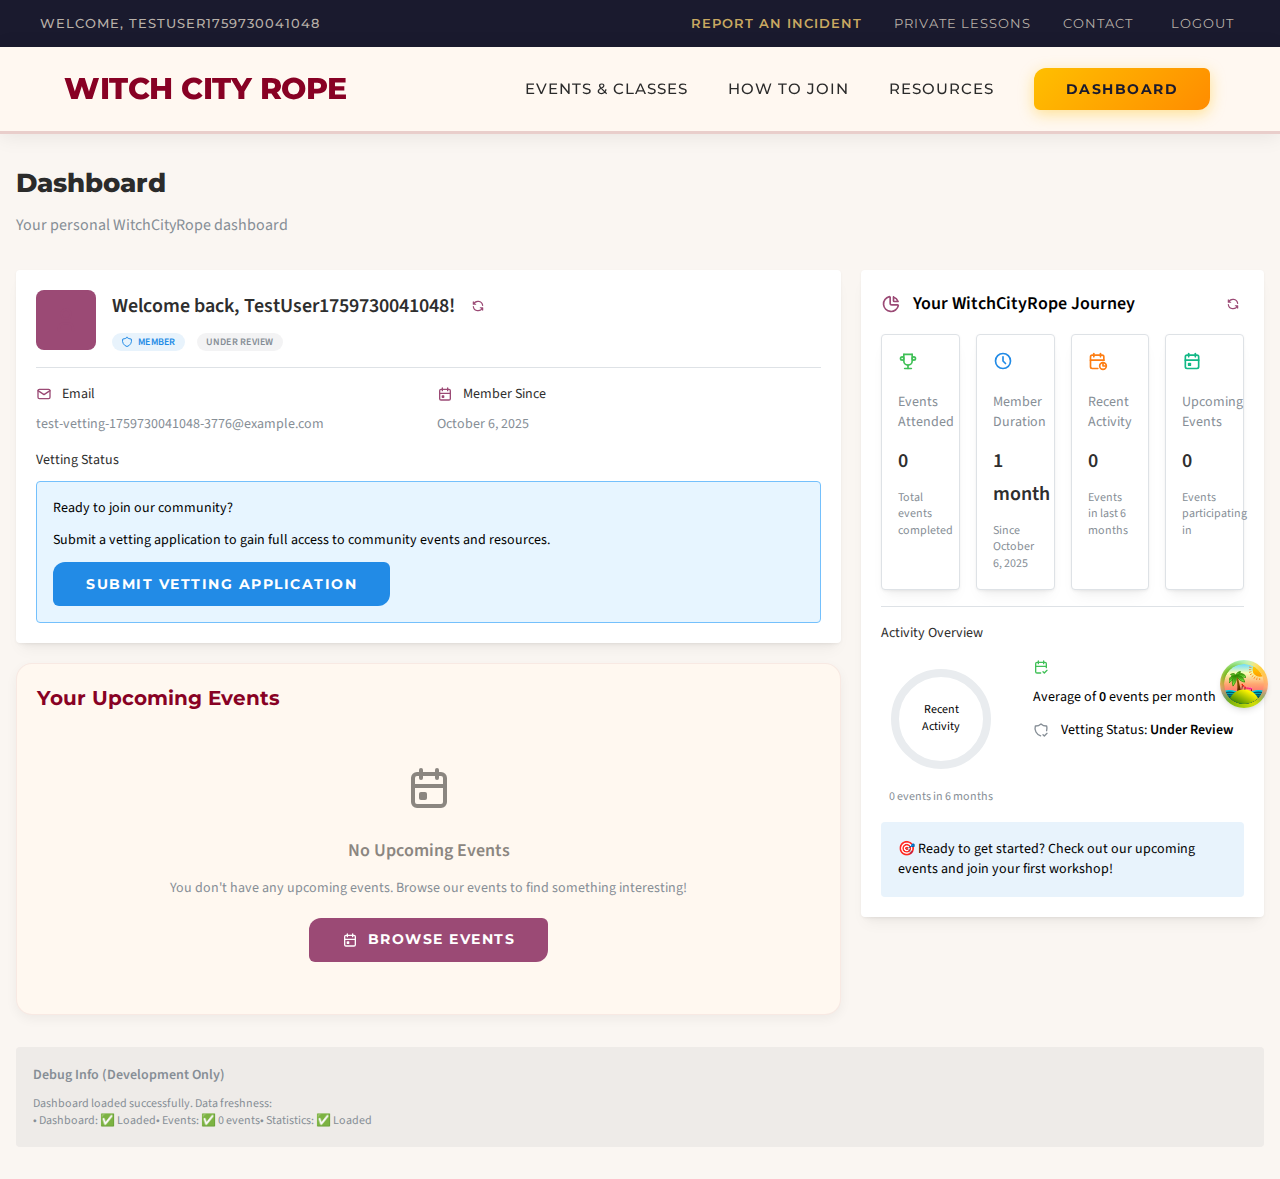 WELCOME, TESTUSER1759730041048
REPORT AN INCIDENT PRIVATE LESSONS CONTACT LOGOUT
WITCH CITY ROPE
EVENTS & CLASSES HOW TO JOIN RESOURCES DASHBOARD
Dashboard
Your personal WitchCityRope dashboard
Welcome back, TestUser1759730041048!
MEMBER UNDER REVIEW
Email
test-vetting-1759730041048-3776@example.com
Member Since
October 6, 2025
Vetting Status
Ready to join our community?
Submit a vetting application to gain full access to community events and resources.
SUBMIT VETTING APPLICATION
Your Upcoming Events
No Upcoming Events
You don't have any upcoming events. Browse our events to find something interesting!
BROWSE EVENTS
Your WitchCityRope Journey
Events
Attended
0
Total
events
completed
Member
Duration
1
month
Since
October
6, 2025
Recent
Activity
0
Events
in last 6
months
Upcoming
Events
0
Events
participating
in
Activity Overview
Recent
Activity
0 events in 6 months
Average of 0 events per month
Vetting Status: Under Review
🎯 Ready to get started? Check out our upcoming
events and join your first workshop!
Debug Info (Development Only)
Dashboard loaded successfully. Data freshness:
• Dashboard: ✅ Loaded• Events: ✅ 0 events• Statistics: ✅ Loaded